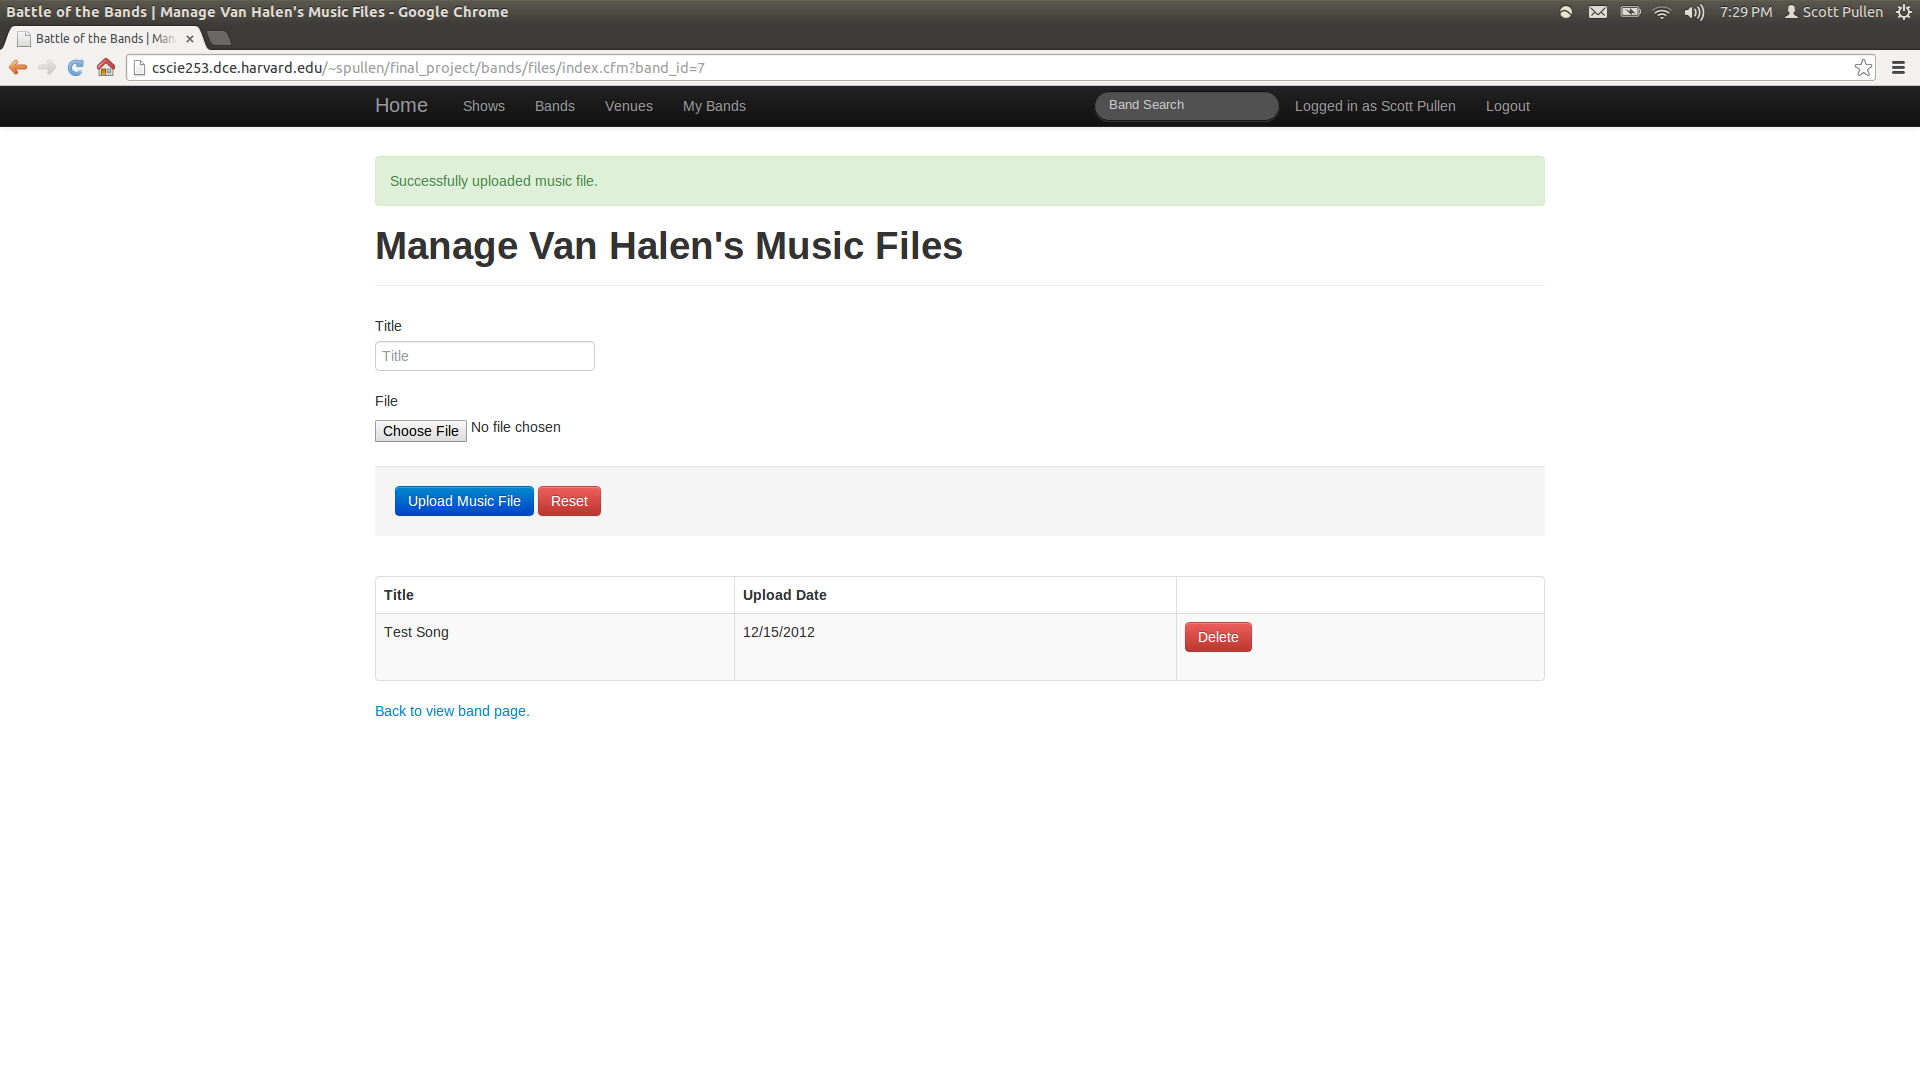 Battle of the Bands | Manage Van Halen's Music Files - Google Chrome
7:29 PM
Scott Pullen
Battle of the Bands | Man
cscie253.dce.harvard.edu/~spullen/final_project/bands/files/index.cfm?band_id=7
Home
Shows
Bands
Venues
My Bands
Band Search
Logged in as Scott Pullen
Logout
Successfully uploaded music file.
Manage Van Halen's Music Files
Title
Title
File
Choose File No file chosen
Upload Music File
Reset
Title
Upload Date
Test Song
12/15/2012
Delete
Back to view band page.